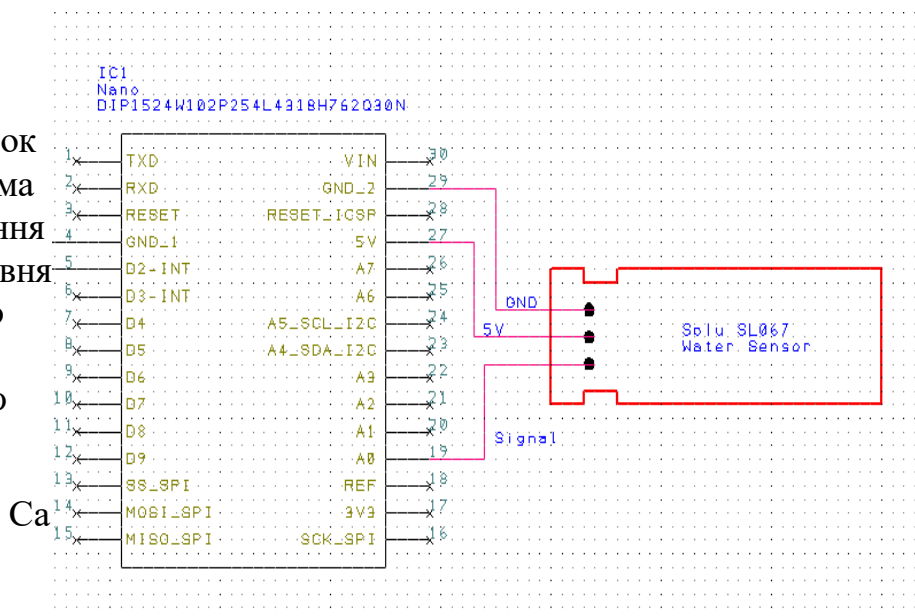 IC1
Nano
DIP1524W102P254L4318H762Q30N
ок
ма
ння
вня
Са
1 TXD VIN 30
2 RXD GND_2 29
3 RESET RESET_ICSP 28
4 GND_1 5V 27
5 D2-INT A7 26
6 D3-INT A6 25
7 D4 A5_SCL_I2C 24
8 D5 A4_SDA_I2C 23
9 D6 A3 22
10 D7 A2 21
11 D8 A1 20
12 D9 A0 19
13 SS_SPI REF 18
14 MOSI_SPI 3V3 17
15 MISO_SPI SCK_SPI 16
GND
5V
Signal
Solu SL067
Water Sensor